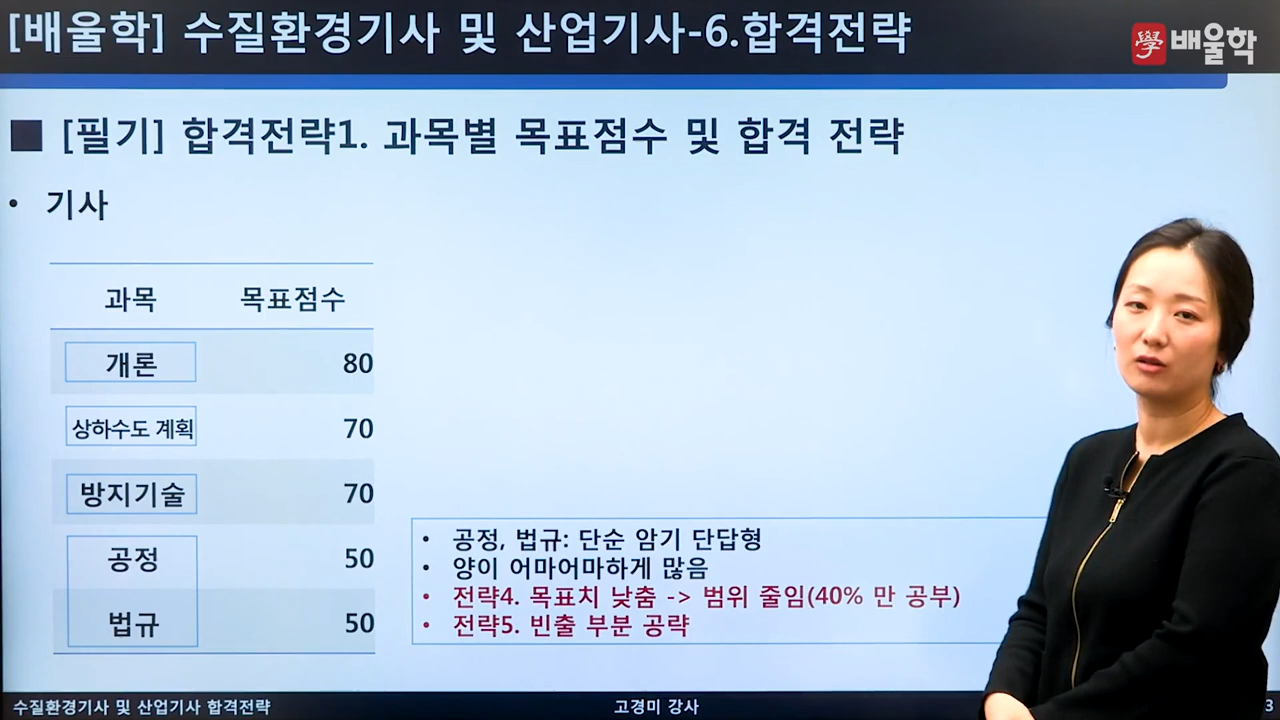 [배울학] 수질환경기사 및 산업기사-6.합격전략
學 배울학
■ [필기] 합격전략1. 과목별 목표점수 및 합격 전략
• 기사
과목 목표점수
개론 80
상하수도 계획 70
방지기술 70
공정 50
법규 50
• 공정, 법규: 단순 암기 단답형
• 양이 어마어마하게 많음
• 전략4. 목표치 낮춤 -> 범위 줄임(40% 만 공부)
• 전략5. 빈출 부분 공략
수질환경기사 및 산업기사 합격전략
고경미 강사
3